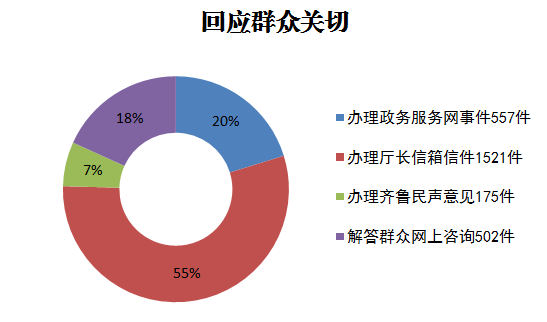 回应群众关切
20%
55%
7%
18%
办理政务服务网事件557件
办理厅长信箱信件1521件
办理齐鲁民声意见175件
解答群众网上咨询502件